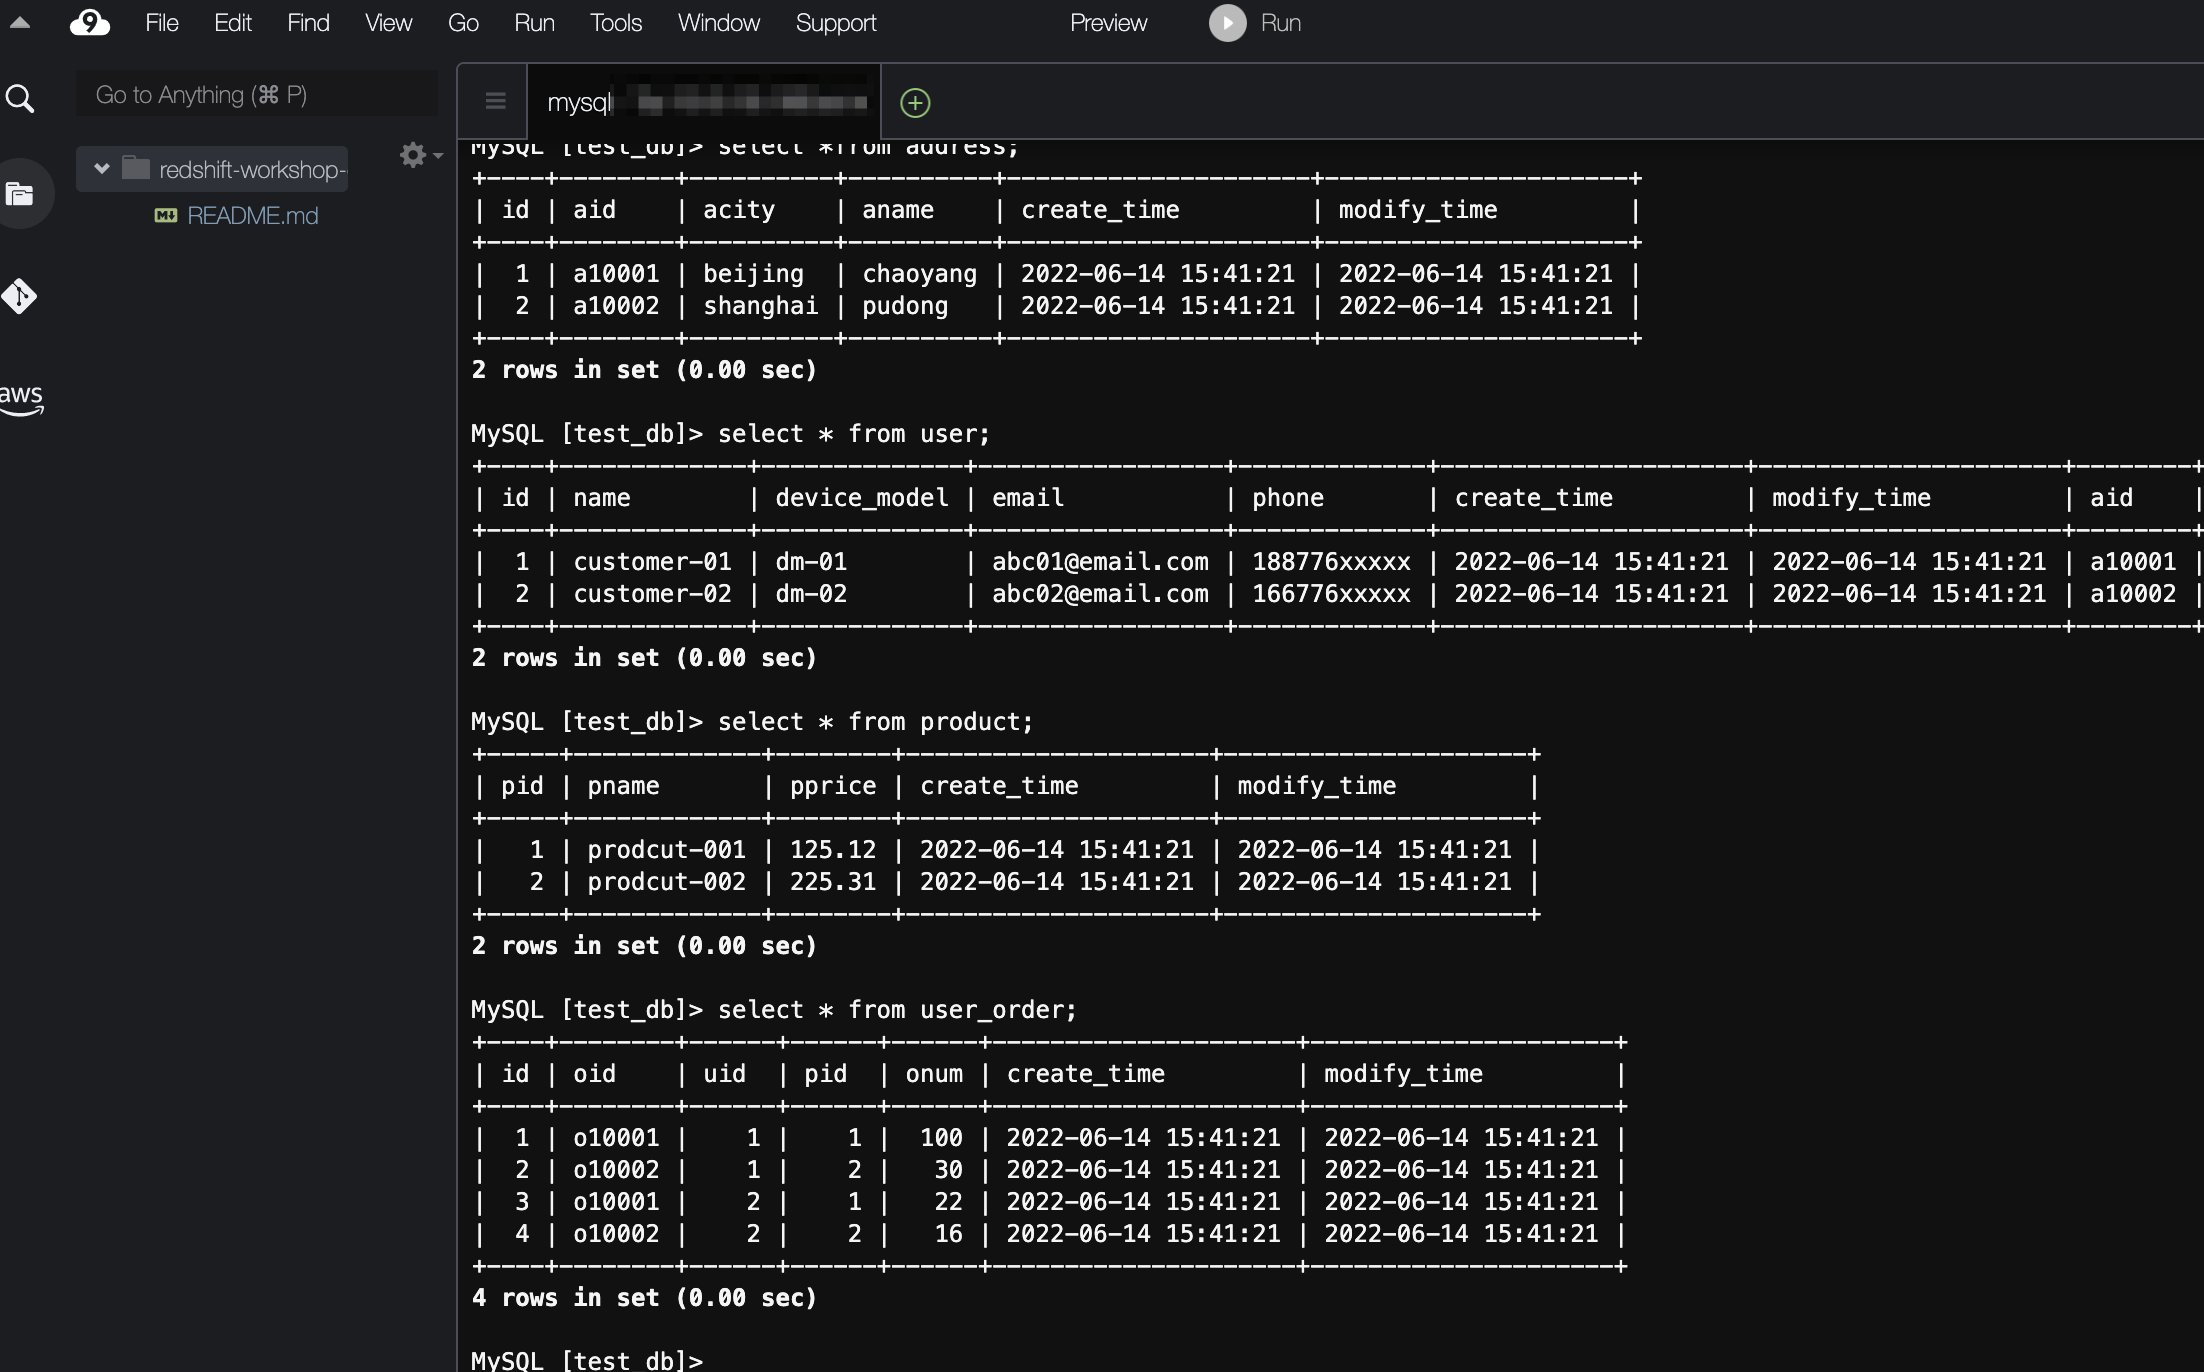 File Edit Find View Go Run Tools Window Support Preview Run
Go to Anything (⌘ P)
mysql
redshift-workshop-
README.md
aws
MySQL [test_db]> select *from address;
+----+--------+----------+----------+---------------------+---------------------+
| id | aid    | acity    | aname    | create_time         | modify_time         |
+----+--------+----------+----------+---------------------+---------------------+
|  1 | a10001 | beijing  | chaoyang | 2022-06-14 15:41:21 | 2022-06-14 15:41:21 |
|  2 | a10002 | shanghai | pudong   | 2022-06-14 15:41:21 | 2022-06-14 15:41:21 |
+----+--------+----------+----------+---------------------+---------------------+
2 rows in set (0.00 sec)
MySQL [test_db]> select * from user;
+----+-------------+--------------+-----------------+-------------+---------------------+---------------------+--------+
| id | name        | device_model | email           | phone       | create_time         | modify_time         | aid    |
+----+-------------+--------------+-----------------+-------------+---------------------+---------------------+--------+
|  1 | customer-01 | dm-01        | abc01@email.com | 188776xxxxx | 2022-06-14 15:41:21 | 2022-06-14 15:41:21 | a10001 |
|  2 | customer-02 | dm-02        | abc02@email.com | 166776xxxxx | 2022-06-14 15:41:21 | 2022-06-14 15:41:21 | a10002 |
+----+-------------+--------------+-----------------+-------------+---------------------+---------------------+--------+
2 rows in set (0.00 sec)
MySQL [test_db]> select * from product;
+-----+-------------+--------+---------------------+---------------------+
| pid | pname       | pprice | create_time         | modify_time         |
+-----+-------------+--------+---------------------+---------------------+
|   1 | prodcut-001 | 125.12 | 2022-06-14 15:41:21 | 2022-06-14 15:41:21 |
|   2 | prodcut-002 | 225.31 | 2022-06-14 15:41:21 | 2022-06-14 15:41:21 |
+-----+-------------+--------+---------------------+---------------------+
2 rows in set (0.00 sec)
MySQL [test_db]> select * from user_order;
+----+--------+------+------+------+---------------------+---------------------+
| id | oid    | uid  | pid  | onum | create_time         | modify_time         |
+----+--------+------+------+------+---------------------+---------------------+
|  1 | o10001 |    1 |    1 |  100 | 2022-06-14 15:41:21 | 2022-06-14 15:41:21 |
|  2 | o10002 |    1 |    2 |   30 | 2022-06-14 15:41:21 | 2022-06-14 15:41:21 |
|  3 | o10001 |    2 |    1 |   22 | 2022-06-14 15:41:21 | 2022-06-14 15:41:21 |
|  4 | o10002 |    2 |    2 |   16 | 2022-06-14 15:41:21 | 2022-06-14 15:41:21 |
+----+--------+------+------+------+---------------------+---------------------+
4 rows in set (0.00 sec)
MySQL [test_db]>